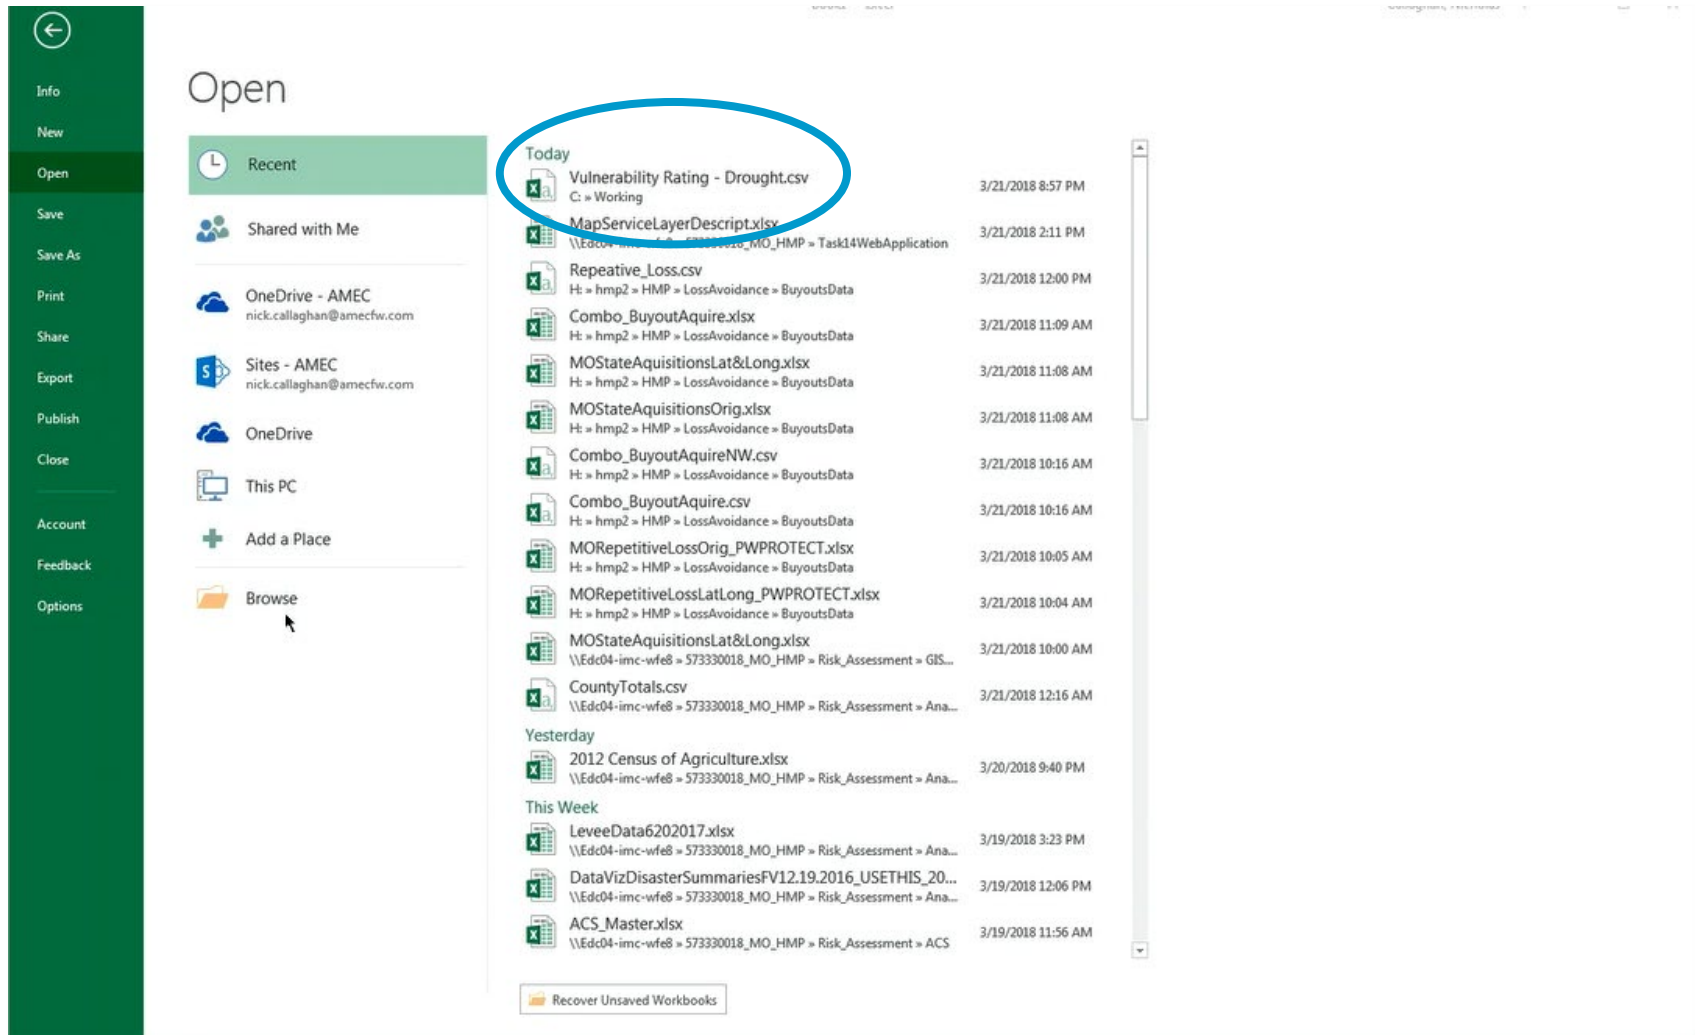 Info
New
Open
Save
Save As
Print
Share
Export
Publish
Close
Account
Feedback
Options
Open
Recent
Shared with Me
OneDrive - AMEC
nick.callaghan@amecfw.com
Sites - AMEC
nick.callaghan@amecfw.com
OneDrive
This PC
Add a Place
Browse
Today
Vulnerability Rating - Drought.csv
C: » Working
3/21/2018 8:57 PM
MapServiceLayerDescript.xlsx
\\Edc04-imc-wfe8 » 573330018_MO_HMP » Task14WebApplication
3/21/2018 2:11 PM
Repeative_Loss.csv
H: » hmp2 » HMP » LossAvoidance » BuyoutsData
3/21/2018 12:00 PM
Combo_BuyoutAquire.xlsx
H: » hmp2 » HMP » LossAvoidance » BuyoutsData
3/21/2018 11:09 AM
MOStateAquisitionsLat&Long.xlsx
H: » hmp2 » HMP » LossAvoidance » BuyoutsData
3/21/2018 11:08 AM
MOStateAquisitionsOrig.xlsx
H: » hmp2 » HMP » LossAvoidance » BuyoutsData
3/21/2018 11:08 AM
Combo_BuyoutAquireNW.csv
H: » hmp2 » HMP » LossAvoidance » BuyoutsData
3/21/2018 10:16 AM
Combo_BuyoutAquire.csv
H: » hmp2 » HMP » LossAvoidance » BuyoutsData
3/21/2018 10:16 AM
MORepetitiveLossOrig_PWPROTECT.xlsx
H: » hmp2 » HMP » LossAvoidance » BuyoutsData
3/21/2018 10:05 AM
MORepetitiveLossLatLong_PWPROTECT.xlsx
H: » hmp2 » HMP » LossAvoidance » BuyoutsData
3/21/2018 10:04 AM
MOStateAquisitionsLat&Long.xlsx
\\Edc04-imc-wfe8 » 573330018_MO_HMP » Risk_Assessment » GIS...
3/21/2018 10:00 AM
CountyTotals.csv
\\Edc04-imc-wfe8 » 573330018_MO_HMP » Risk_Assessment » Ana...
3/21/2018 12:16 AM
Yesterday
2012 Census of Agriculture.xlsx
\\Edc04-imc-wfe8 » 573330018_MO_HMP » Risk_Assessment » Ana...
3/20/2018 9:40 PM
This Week
LeveeData6202017.xlsx
\\Edc04-imc-wfe8 » 573330018_MO_HMP » Risk_Assessment » Ana...
3/19/2018 3:23 PM
DataVizDisasterSummariesFV12.19.2016_USETHIS_20...
\\Edc04-imc-wfe8 » 573330018_MO_HMP » Risk_Assessment » Ana...
3/19/2018 12:06 PM
ACS_Master.xlsx
\\Edc04-imc-wfe8 » 573330018_MO_HMP » Risk_Assessment » ACS
3/19/2018 11:56 AM
Recover Unsaved Workbooks